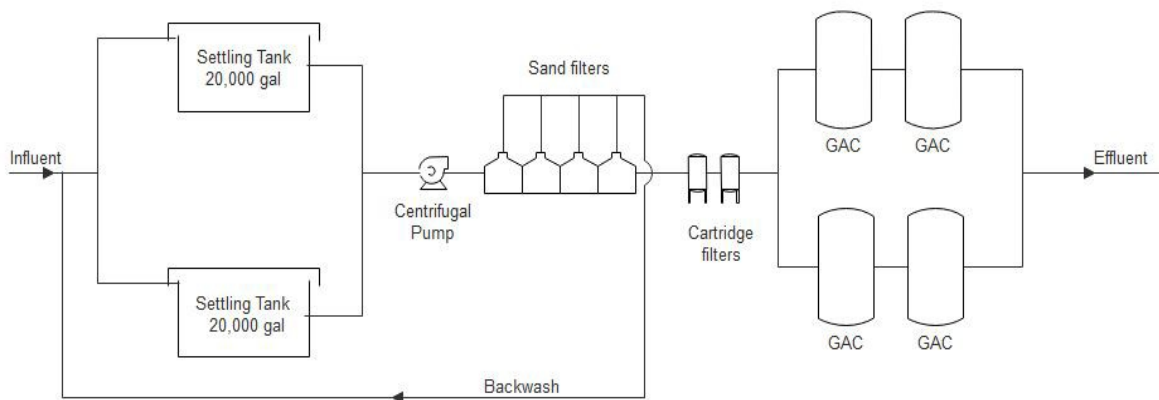 Settling Tank
20,000 gal
Sand filters
GAC
GAC
Influent
Effluent
Centrifugal
Pump
Cartridge
filters
Settling Tank
20,000 gal
GAC
GAC
Backwash